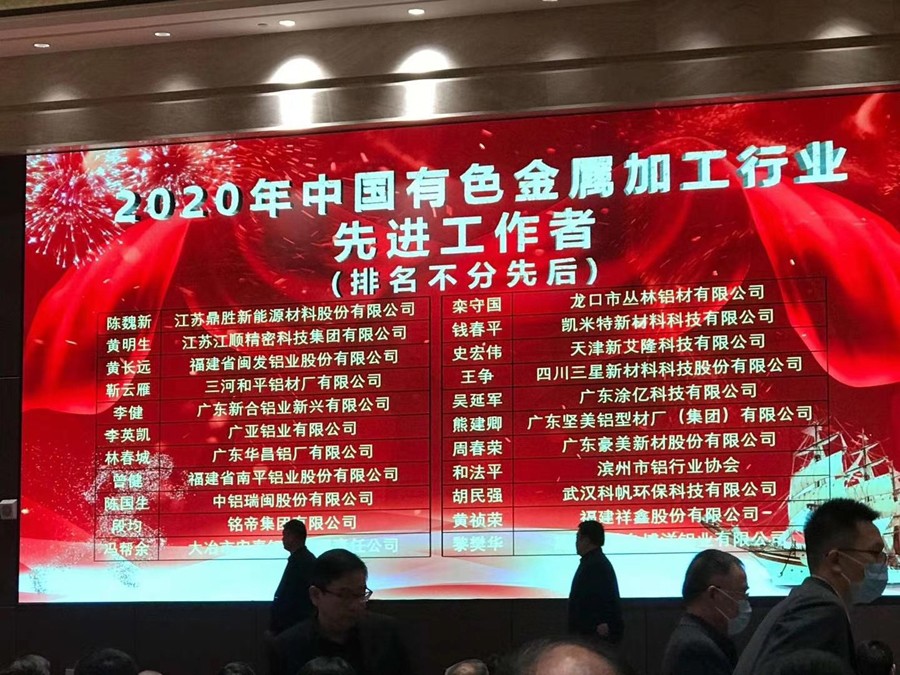 2020年中国有色金属加工行业
先进工作者
(排名不分先后)
陈魏新 江苏鼎胜新能源材料股份有限公司
黄明生 江苏江顺精密科技集团有限公司
黄长远 福建省闽发铝业股份有限公司
靳云雁 三河和平铝材厂有限公司
李健 广东新合铝业新兴有限公司
李英凯 广亚铝业有限公司
林春城 广东华昌铝厂有限公司
曾健 福建省南平铝业股份有限公司
陈国生 中铝瑞闽股份有限公司
段均 铭帝集团有限公司
冯稽余 大冶市
栾守国 龙口市丛林铝材有限公司
钱春平 凯米特新材料科技有限公司
史宏伟 天津新艾隆科技有限公司
王争 四川三星新材料科技股份有限公司
吴延军 广东涂亿科技有限公司
熊建卿 广东坚美铝型材厂（集团）有限公司
周春荣 广东豪美新材股份有限公司
和法平 滨州市铝行业协会
胡民强 武汉科帆环保科技有限公司
黄祯荣 福建祥鑫股份有限公司
黎樊华 铝业有限公司